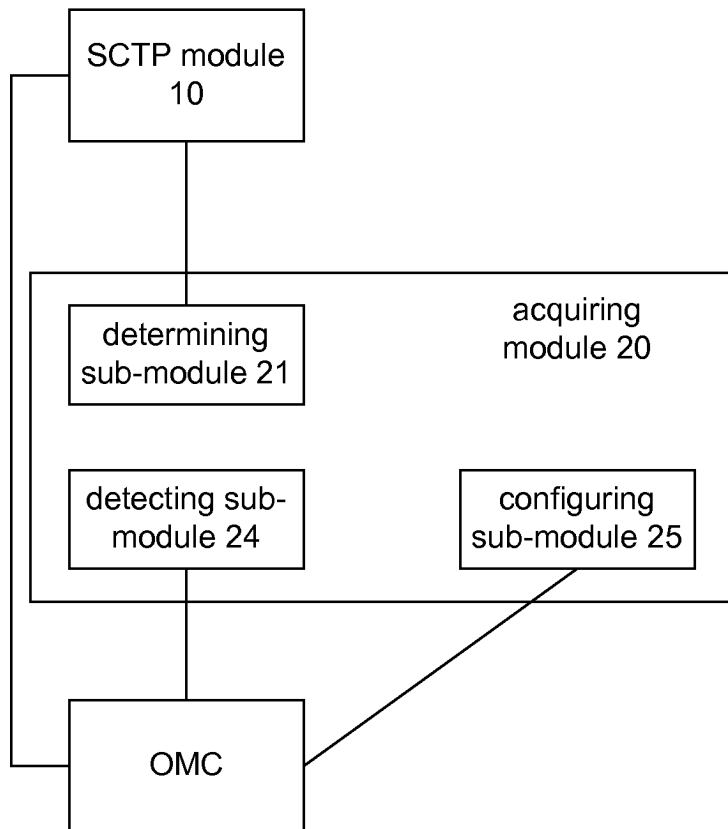 SCTP module
10
acquiring
module 20
determining
sub-module 21
detecting sub-
module 24
configuring
sub-module 25
OMC